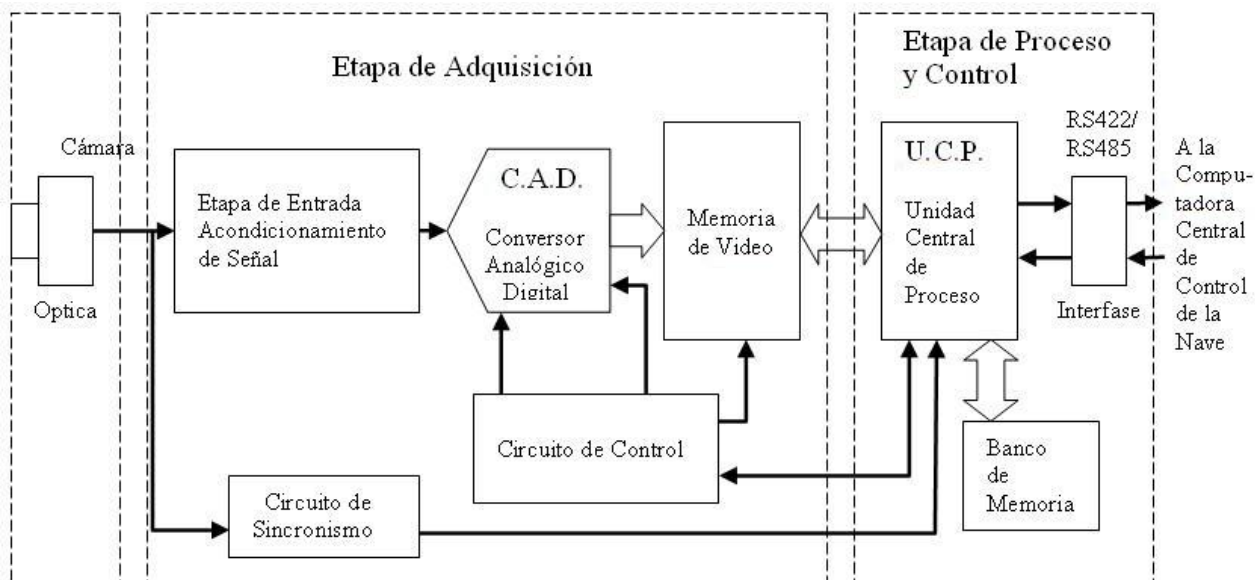 Etapa de Adquisición
Etapa de Proceso
y Control
Cámara
Optica
Etapa de Entrada
Acondicionamiento
de Señal
C.A.D.
Conversor
Analógico
Digital
Memoria
de Video
U.C.P.
Unidad
Central
de
Proceso
RS422/
RS485
Interfase
A la
Compu-
tadora
Central
de
Control
de la
Nave
Circuito de Control
Circuito de
Sincronismo
Banco
de
Memoria